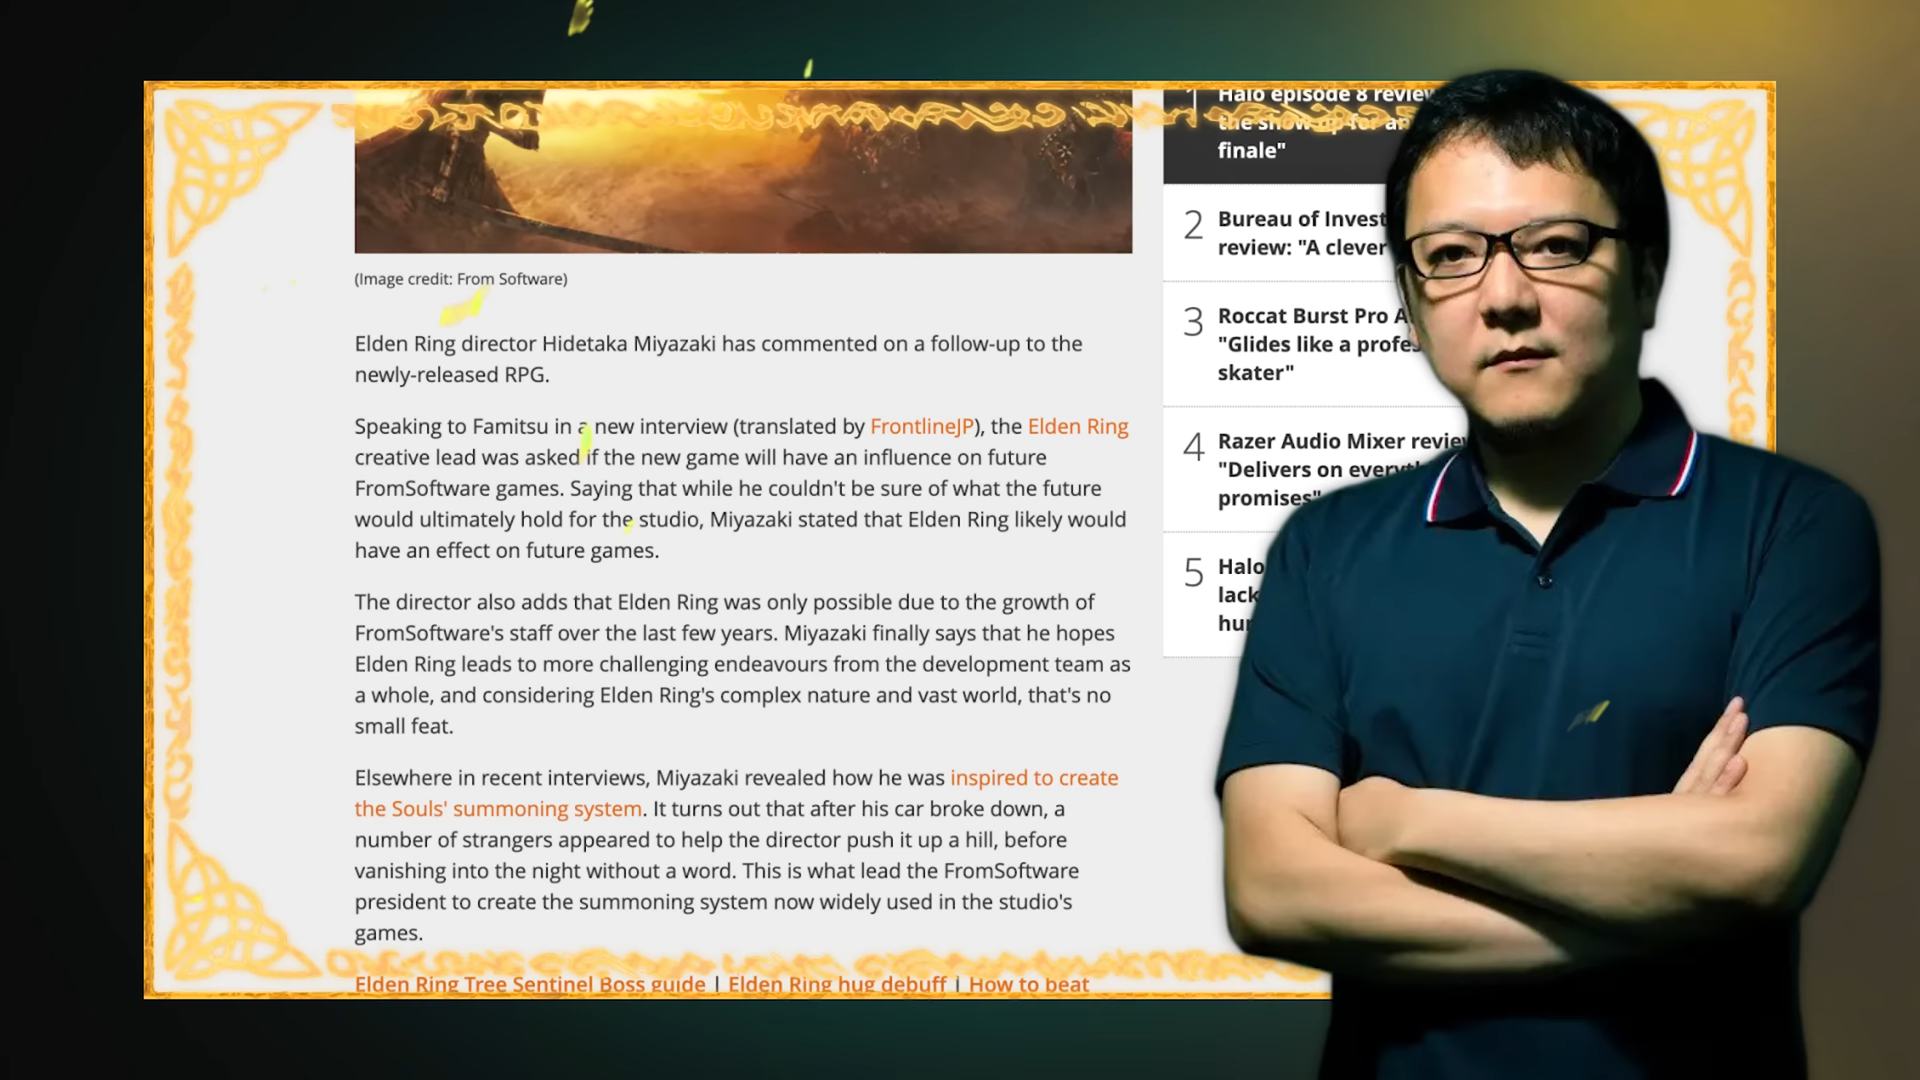 (Image credit: From Software)
Elden Ring director Hidetaka Miyazaki has commented on a follow-up to the
newly-released RPG.
Speaking to Famitsu in a new interview (translated by FrontlineJP), the Elden Ring
creative lead was asked if the new game will have an influence on future
FromSoftware games. Saying that while he couldn't be sure of what the future
would ultimately hold for the studio, Miyazaki stated that Elden Ring likely would
have an effect on future games.
The director also adds that Elden Ring was only possible due to the growth of
FromSoftware's staff over the last few years. Miyazaki finally says that he hopes
Elden Ring leads to more challenging endeavours from the development team as
a whole, and considering Elden Ring's complex nature and vast world, that's no
small feat.
Elsewhere in recent interviews, Miyazaki revealed how he was inspired to create
the Souls' summoning system. It turns out that after his car broke down, a
number of strangers appeared to help the director push it up a hill, before
vanishing into the night without a word. This is what lead the FromSoftware
president to create the summoning system now widely used in the studio's
games.
Elden Ring Tree Sentinel Boss guide | Elden Ring hug debuff | How to beat
1 Halo episode 8 review
the show up for an
finale"
2 Bureau of Invest
review: "A clever
3 Roccat Burst Pro A
"Glides like a profes
skater"
4 Razer Audio Mixer review
"Delivers on everyth
promises"
5 Halo
lack
hur